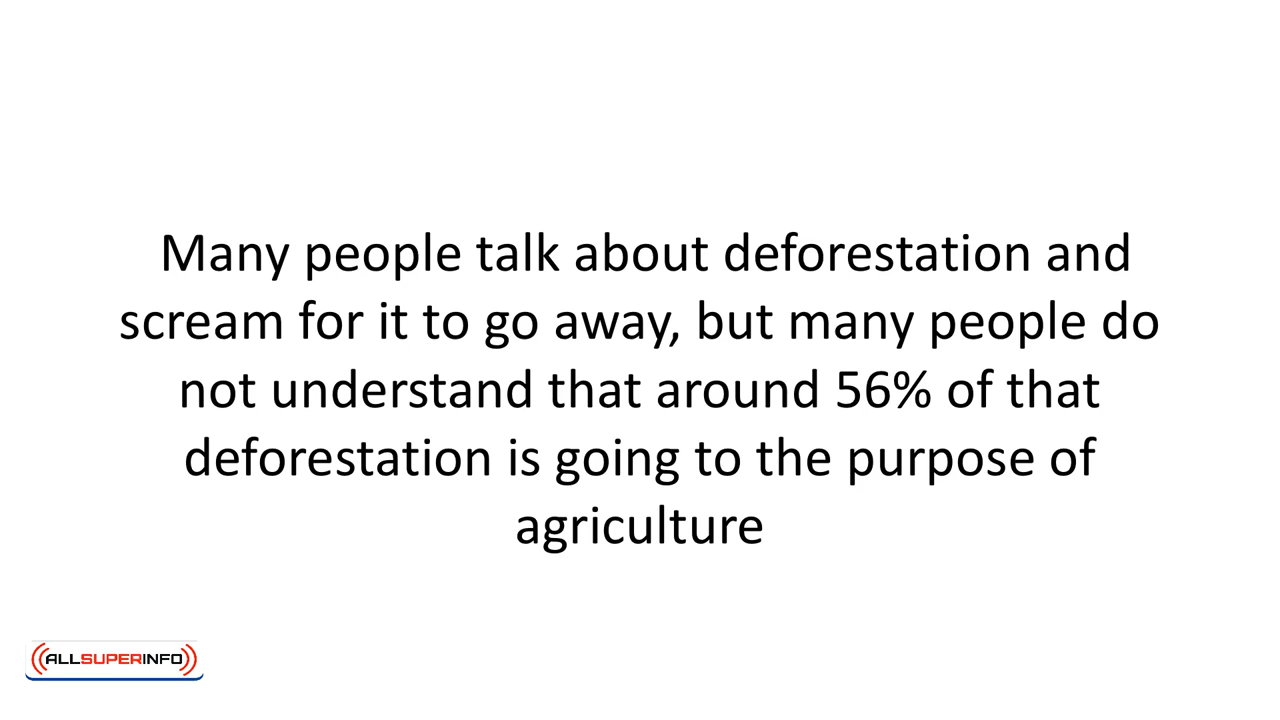 Many people talk about deforestation and
scream for it to go away, but many people do
not understand that around 56% of that
deforestation is going to the purpose of
agriculture
ALLSUPERINFO